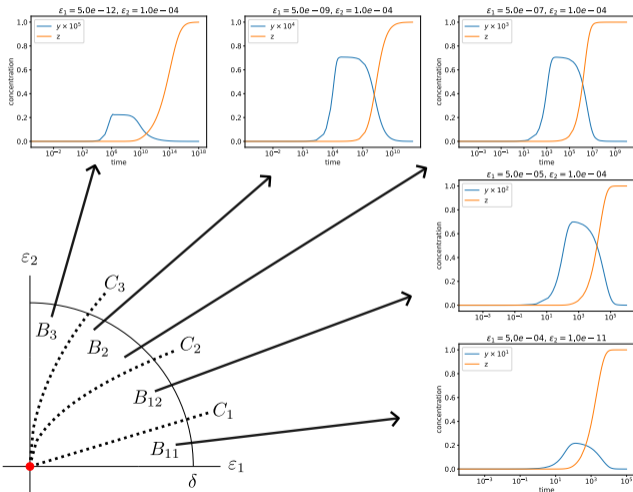 ε₁ = 5.0e−12, ε₂ = 1.0e−04
y × 10⁵
z
concentration
1.0
0.8
0.6
0.4
0.2
0.0
10⁻² 10² 10⁶ 10¹⁰ 10¹⁴ 10¹⁸
time
ε₁ = 5.0e−09, ε₂ = 1.0e−04
y × 10⁴
z
concentration
1.0
0.8
0.6
0.4
0.2
0.0
10⁻² 10¹ 10⁴ 10⁷ 10¹⁰
time
ε₁ = 5.0e−07, ε₂ = 1.0e−04
y × 10³
z
concentration
1.0
0.8
0.6
0.4
0.2
0.0
10⁻³ 10⁻¹ 10¹ 10³ 10⁵ 10⁷ 10⁹
time
ε₁ = 5.0e−05, ε₂ = 1.0e−04
y × 10²
z
concentration
1.0
0.8
0.6
0.4
0.2
0.0
10⁻³ 10⁻¹ 10¹ 10³ 10⁵
time
ε₁ = 5.0e−04, ε₂ = 1.0e−11
y × 10¹
z
concentration
1.0
0.8
0.6
0.4
0.2
0.0
10⁻³ 10⁻¹ 10¹ 10³ 10⁵
time
ε₂
C₃
B₃
B₂
C₂
B₁₂
C₁
B₁₁
ε₁
δ